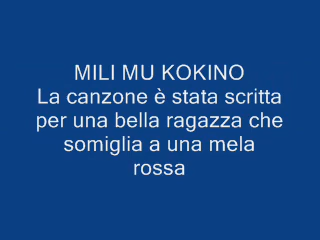 MILI MU KOKINO
La canzone è stata scritta
per una bella ragazza che
somiglia a una mela
rossa